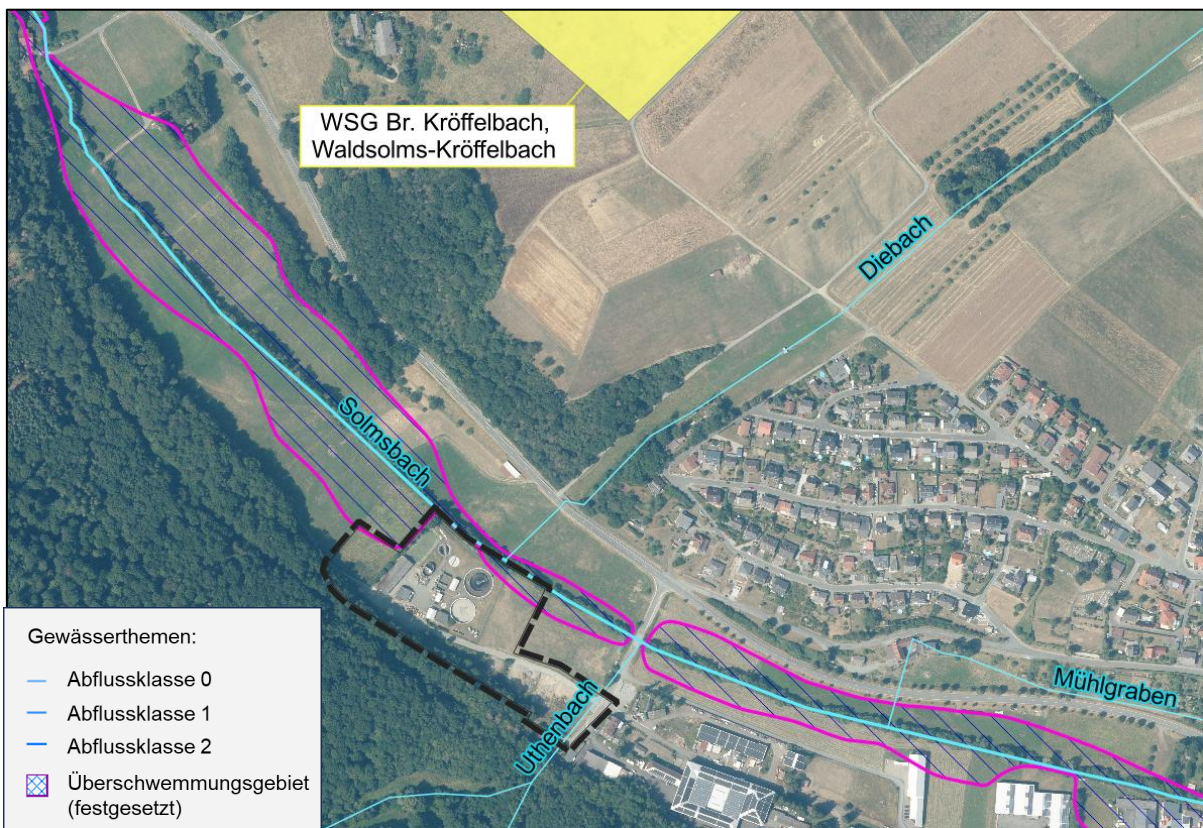 WSG Br. Kröffelbach,
Waldsolms-Kröffelbach
Diebach
Solmsbach
Uthenbach
Mühlgraben
Gewässerthemen:
Abflussklasse 0
Abflussklasse 1
Abflussklasse 2
Überschwemmungsgebiet
(festgesetzt)